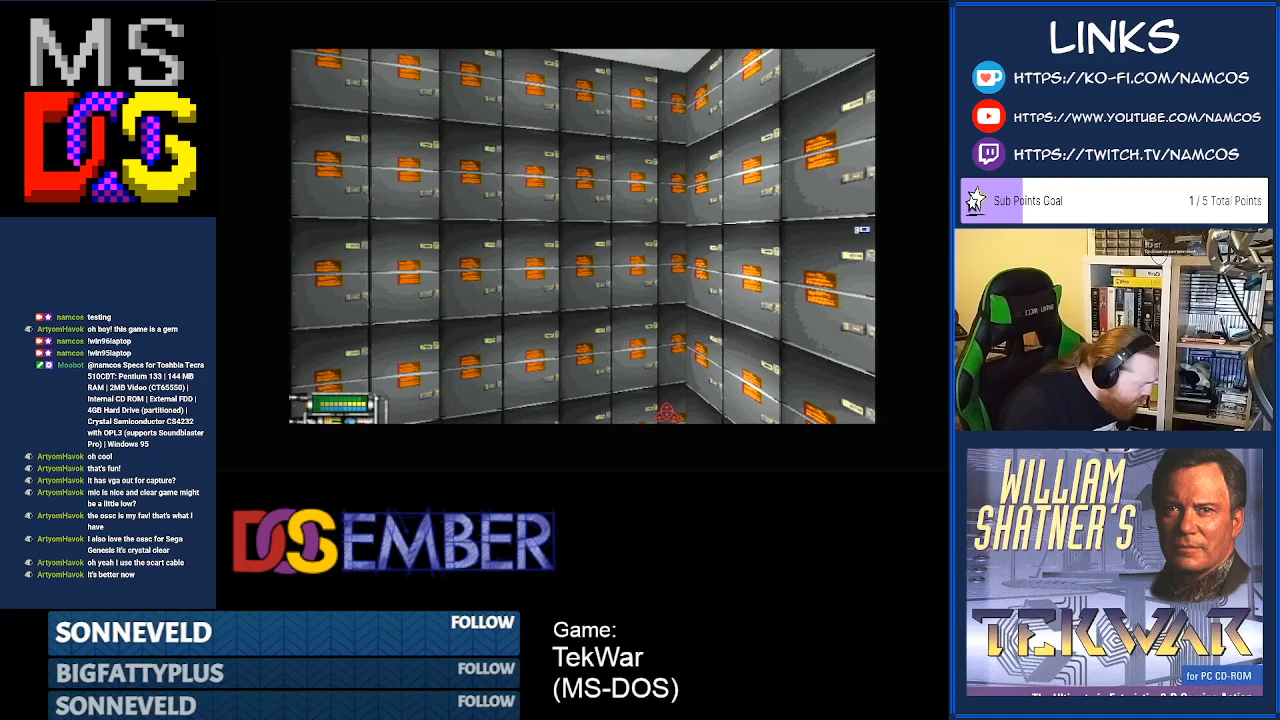 MS
DOS
namcos testing
ArtyomHavok oh boy! this game is a gem
namcos !win96laptop
namcos !win95laptop
Moobot @namcos Specs for Toshbia Tecra
510CDT: Pentium 133 | 144 MB
RAM | 2MB Video (CT65550) |
Internal CD ROM | External FDD |
4GB Hard Drive (partitioned) |
Crystal Semiconductor CS4232
with OPL3 (supports Soundblaster
Pro) | Windows 95
ArtyomHavok oh cool
ArtyomHavok that's fun!
ArtyomHavok it has vga out for capture?
ArtyomHavok mic is nice and clear game might
be a little low?
ArtyomHavok the ossc is my fav! that's what I
have
ArtyomHavok I also love the ossc for Sega
Genesis it's crystal clear
ArtyomHavok oh yeah I use the scart cable
ArtyomHavok it's better now
DOSEMBER
SONNEVELD FOLLOW
BIGFATTYPLUS FOLLOW
SONNEVELD FOLLOW
Game:
TekWar
(MS-DOS)
LINKS
HTTPS://KO-FI.COM/NAMCOS
HTTPS://WWW.YOUTUBE.COM/NAMCOS
HTTPS://TWITCH.TV/NAMCOS
Sub Points Goal 1 / 5 Total Points
WILLIAM
SHATNER'S
TEKWAR
for PC CD-ROM